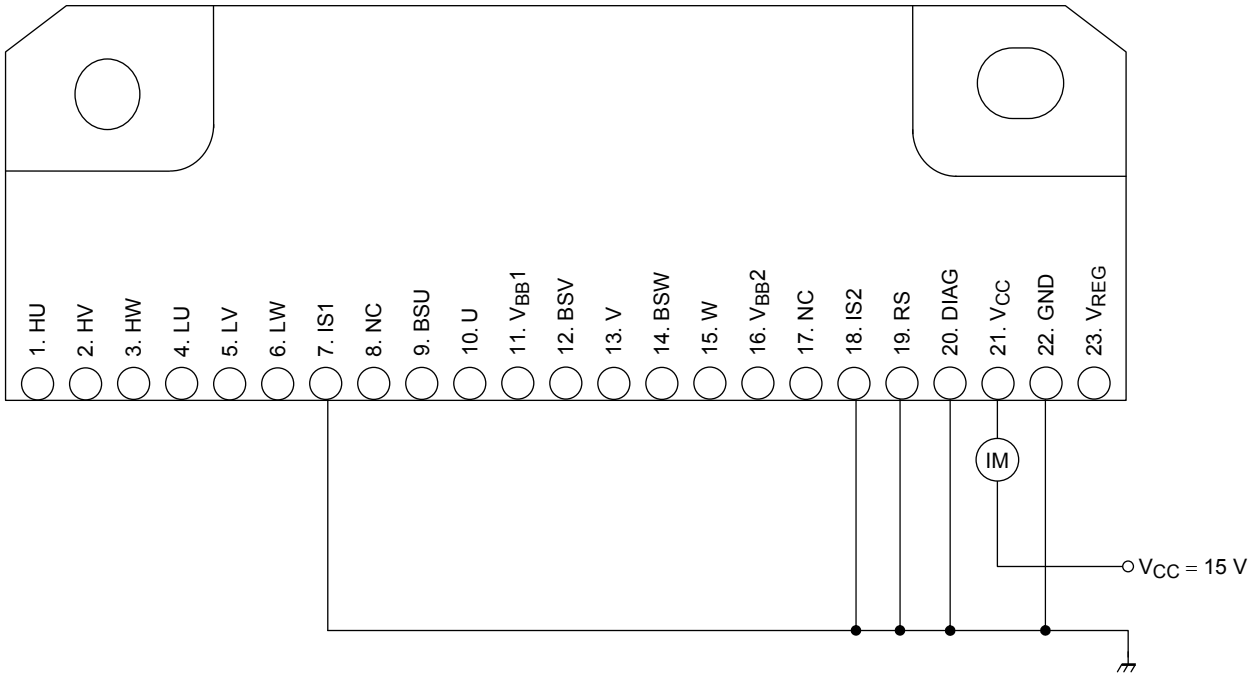 1. HU
2. HV
3. HW
4. LU
5. LV
6. LW
7. IS1
8. NC
9. BSU
10. U
11. VBB1
12. BSV
13. V
14. BSW
15. W
16. VBB2
17. NC
18. IS2
19. RS
20. DIAG
21. VCC
22. GND
23. VREG
IM
VCC = 15 V